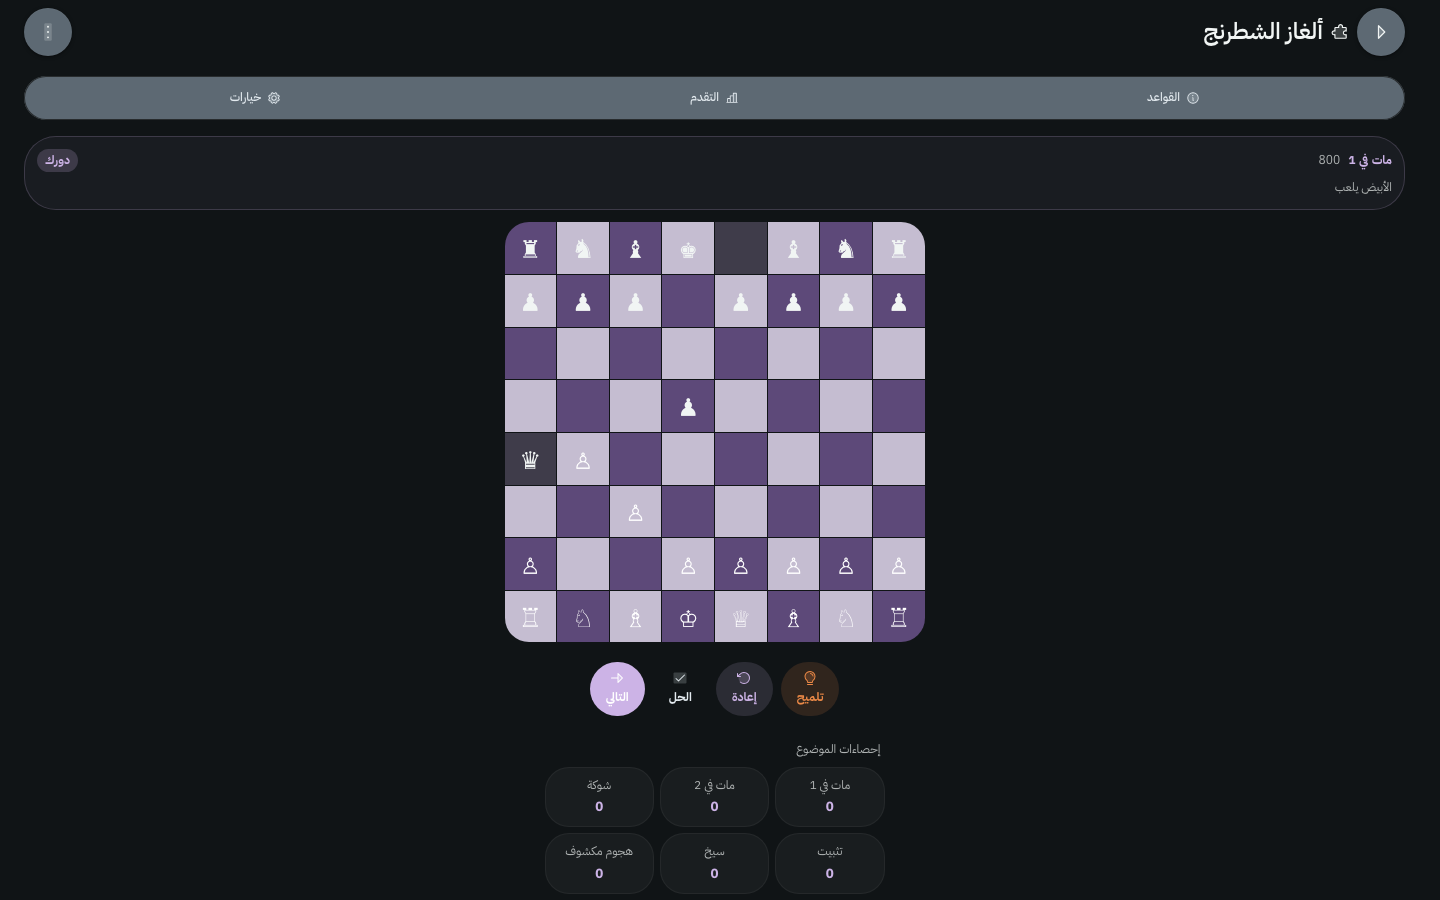 ألغاز الشطرنج
القواعد
التقدم
خيارات
مات في 1 800
دورك
الأبيض يلعب
تلميح
إعادة
الحل
التالي
إحصاءات الموضوع
مات في 1
0
مات في 2
0
شوكة
0
تثبيت
0
سيخ
0
هجوم مكشوف
0